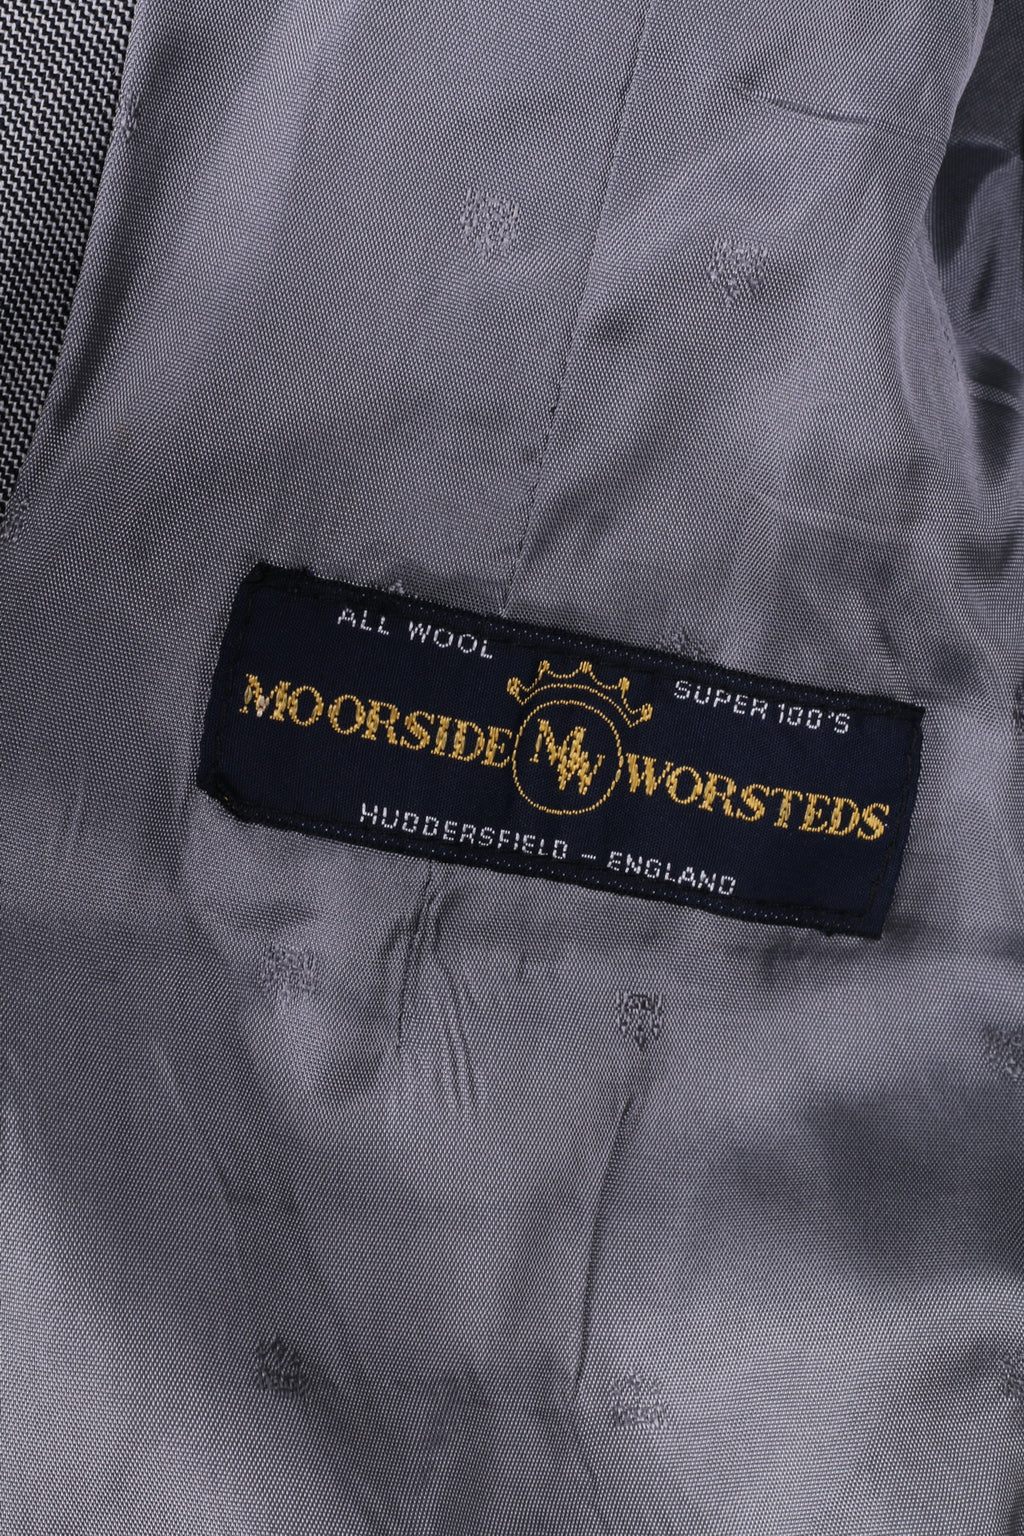 ALL WOOL
SUPER 100'S
MOORSIDE MW WORSTEDS
HUDDERSFIELD – ENGLAND